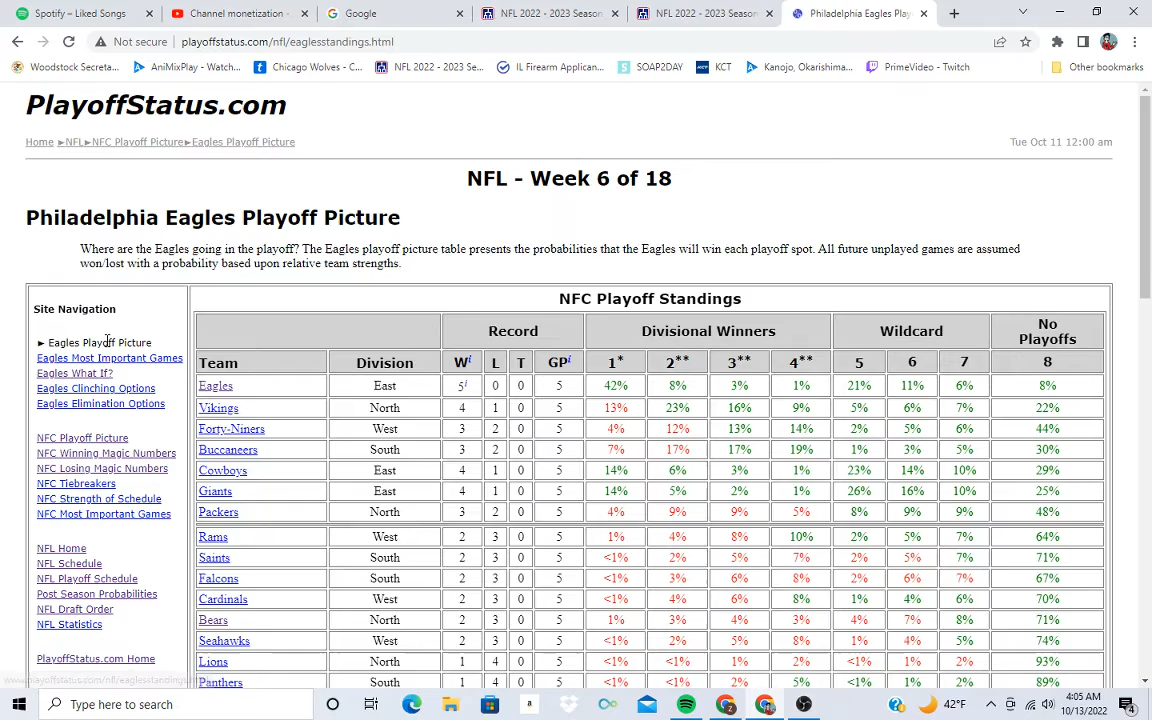 Spotify – Liked Songs
Channel monetization -
Google
NFL 2022 - 2023 Season
NFL 2022 - 2023 Season
Philadelphia Eagles Play
Not secure | playoffstatus.com/nfl/eaglesstandings.html
Woodstock Secreta...
AniMixPlay - Watch...
Chicago Wolves - C...
NFL 2022 - 2023 Se...
IL Firearm Applican...
SOAP2DAY
KCT
Kanojo, Okarishima...
PrimeVideo - Twitch
Other bookmarks
PlayoffStatus.com
Home ►NFL►NFC Playoff Picture►Eagles Playoff Picture
Tue Oct 11 12:00 am
NFL - Week 6 of 18
Philadelphia Eagles Playoff Picture
Where are the Eagles going in the playoff? The Eagles playoff picture table presents the probabilities that the Eagles will win each playoff spot. All future unplayed games are assumed
won/lost with a probability based upon relative team strengths.
Site Navigation
► Eagles Playoff Picture
Eagles Most Important Games
Eagles What If?
Eagles Clinching Options
Eagles Elimination Options
NFC Playoff Picture
NFC Winning Magic Numbers
NFC Losing Magic Numbers
NFC Tiebreakers
NFC Strength of Schedule
NFC Most Important Games
NFL Home
NFL Schedule
NFL Playoff Schedule
Post Season Probabilities
NFL Draft Order
NFL Statistics
PlayoffStatus.com Home
NFC Playoff Standings
Record Divisional Winners Wildcard No Playoffs
Team Division Wi L T GPi 1* 2** 3** 4** 5 6 7 8
Eagles East 5i 0 0 5 42% 8% 3% 1% 21% 11% 6% 8%
Vikings North 4 1 0 5 13% 23% 16% 9% 5% 6% 7% 22%
Forty-Niners West 3 2 0 5 4% 12% 13% 14% 2% 5% 6% 44%
Buccaneers South 3 2 0 5 7% 17% 17% 19% 1% 3% 5% 30%
Cowboys East 4 1 0 5 14% 6% 3% 1% 23% 14% 10% 29%
Giants East 4 1 0 5 14% 5% 2% 1% 26% 16% 10% 25%
Packers North 3 2 0 5 4% 9% 9% 5% 8% 9% 9% 48%
Rams West 2 3 0 5 1% 4% 8% 10% 2% 5% 7% 64%
Saints South 2 3 0 5 <1% 2% 5% 7% 2% 5% 7% 71%
Falcons South 2 3 0 5 <1% 3% 6% 8% 2% 6% 7% 67%
Cardinals West 2 3 0 5 <1% 4% 6% 8% 1% 4% 6% 70%
Bears North 2 3 0 5 1% 3% 4% 3% 4% 7% 8% 71%
Seahawks West 2 3 0 5 <1% 2% 5% 8% 1% 4% 5% 74%
Lions North 1 4 0 5 <1% <1% 1% 2% <1% 1% 2% 93%
Panthers South 1 4 0 5 <1% <1% 2% 5% <1% 1% 2% 89%
www.playoffstatus.com/nfl/eaglesstandings.
Type here to search
42°F
4:05 AM
10/13/2022
4